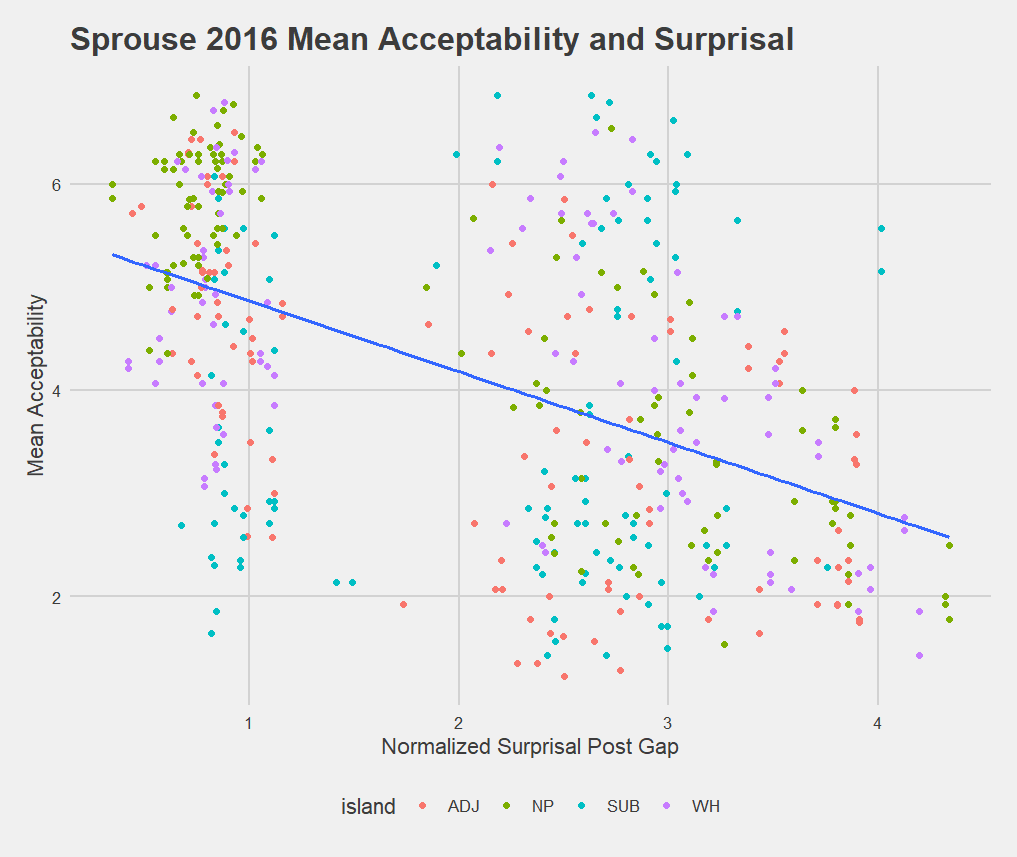 Sprouse 2016 Mean Acceptability and Surprisal
Mean Acceptability
6
4
2
1 2 3 4
Normalized Surprisal Post Gap
island ADJ NP SUB WH